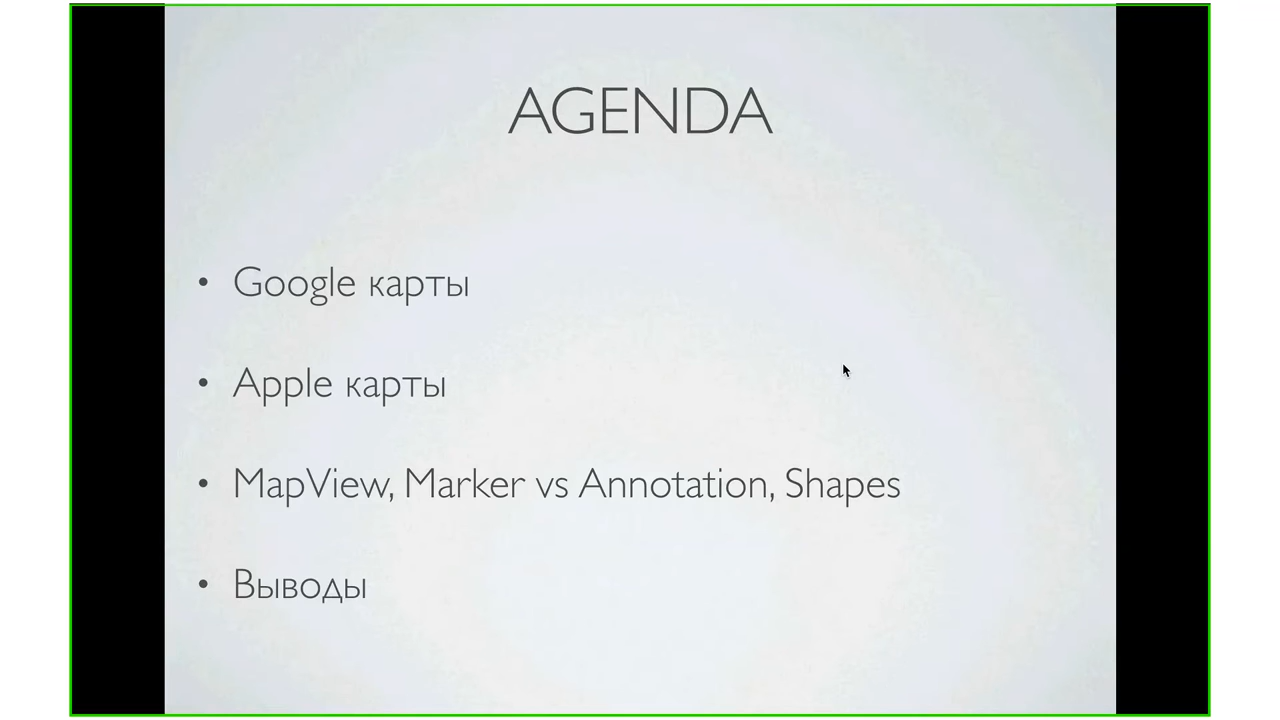 AGENDA
• Google карты
• Apple карты
• MapView, Marker vs Annotation, Shapes
• Выводы